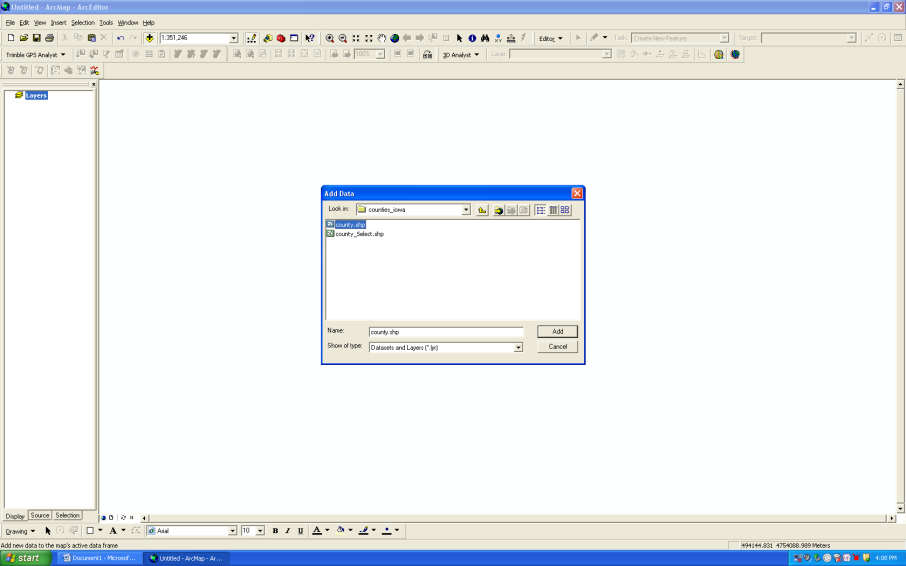 Untitled - ArcMap - ArcEditor
File Edit View Insert Selection Tools Window Help
1:351,246 Editor Task: Create New Feature Target:
Trimble GPS Analyst 100% 3D Analyst Layer:
Layers
Add Data
Look in: counties_iowa
county.shp
county_Select.shp
Name: county.shp Add
Show of type: Datasets and Layers (*.lyr) Cancel
Display Source Selection
Drawing A Arial 10 B I U A
Add new data to the map's active data frame 494144.831 4754088.989 Meters
start Document1 - Microsof... Untitled - ArcMap - Ar... 4:08 PM